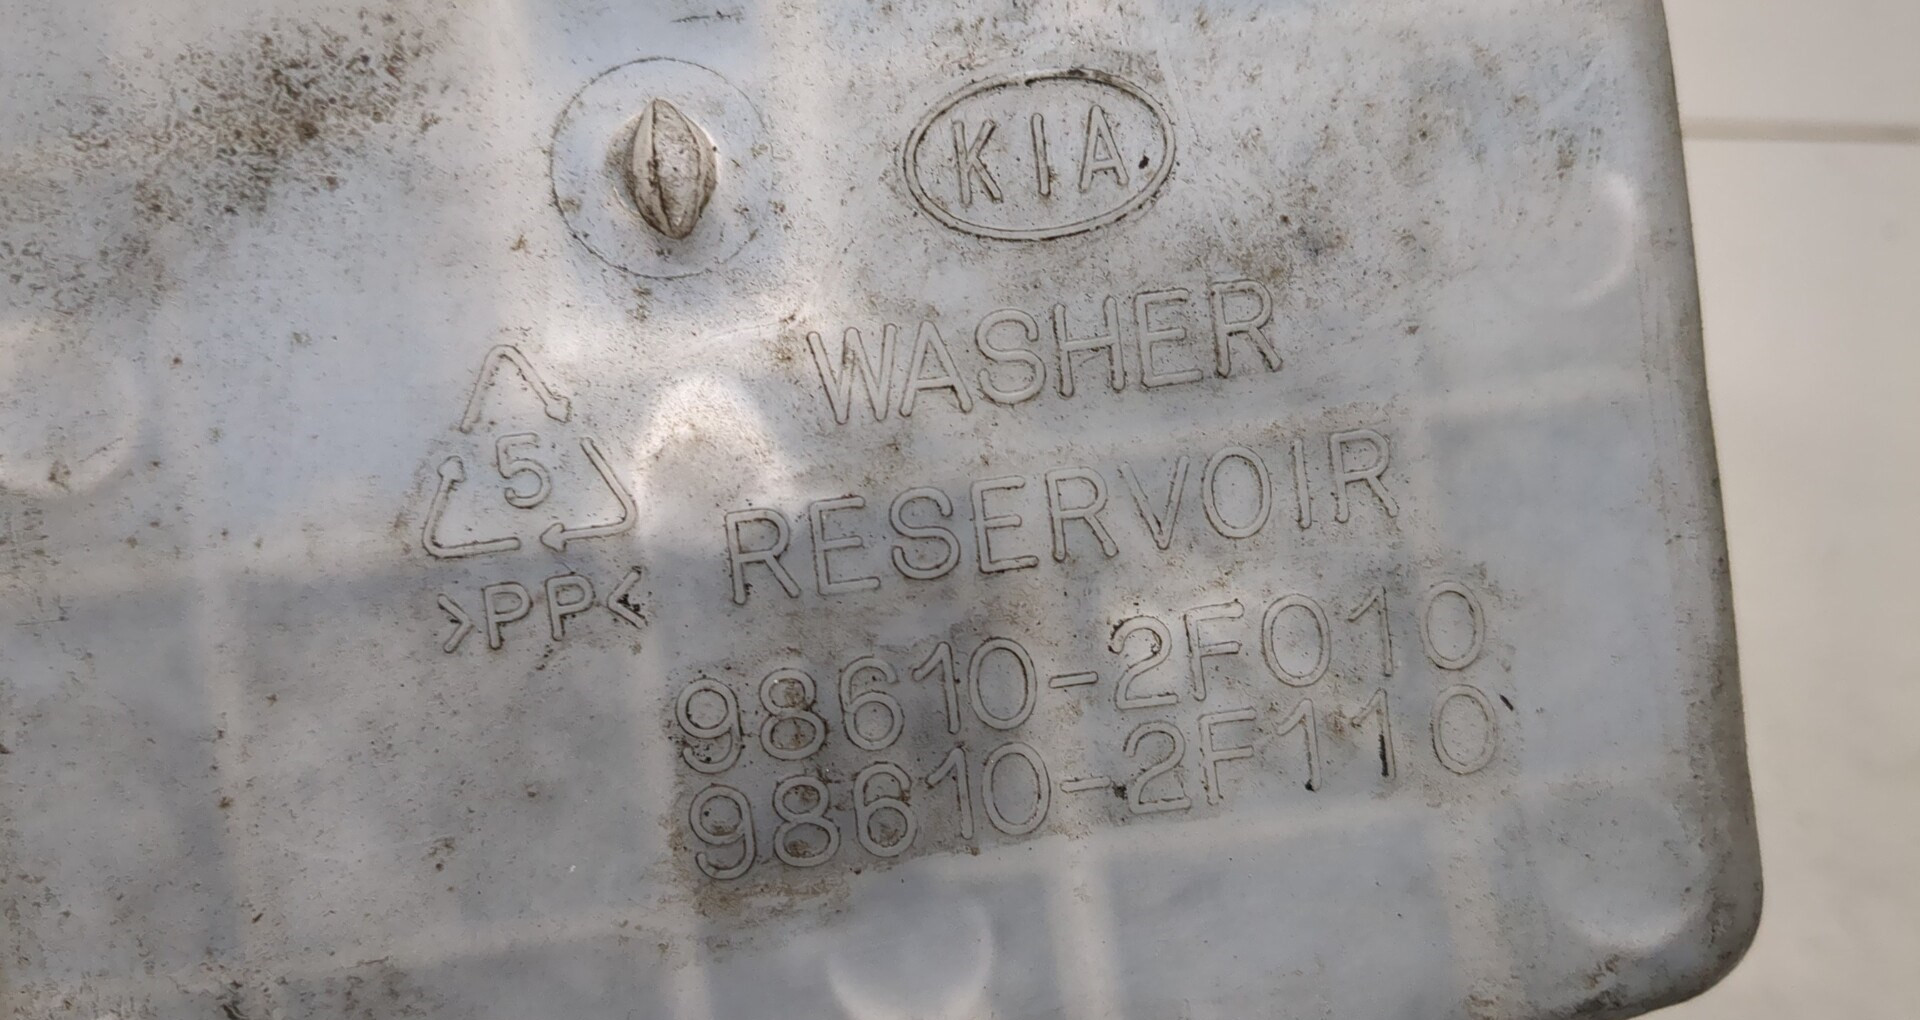 KIA
WASHER
RESERVOIR
5
>PP<
98610-2F010
98610-2F110